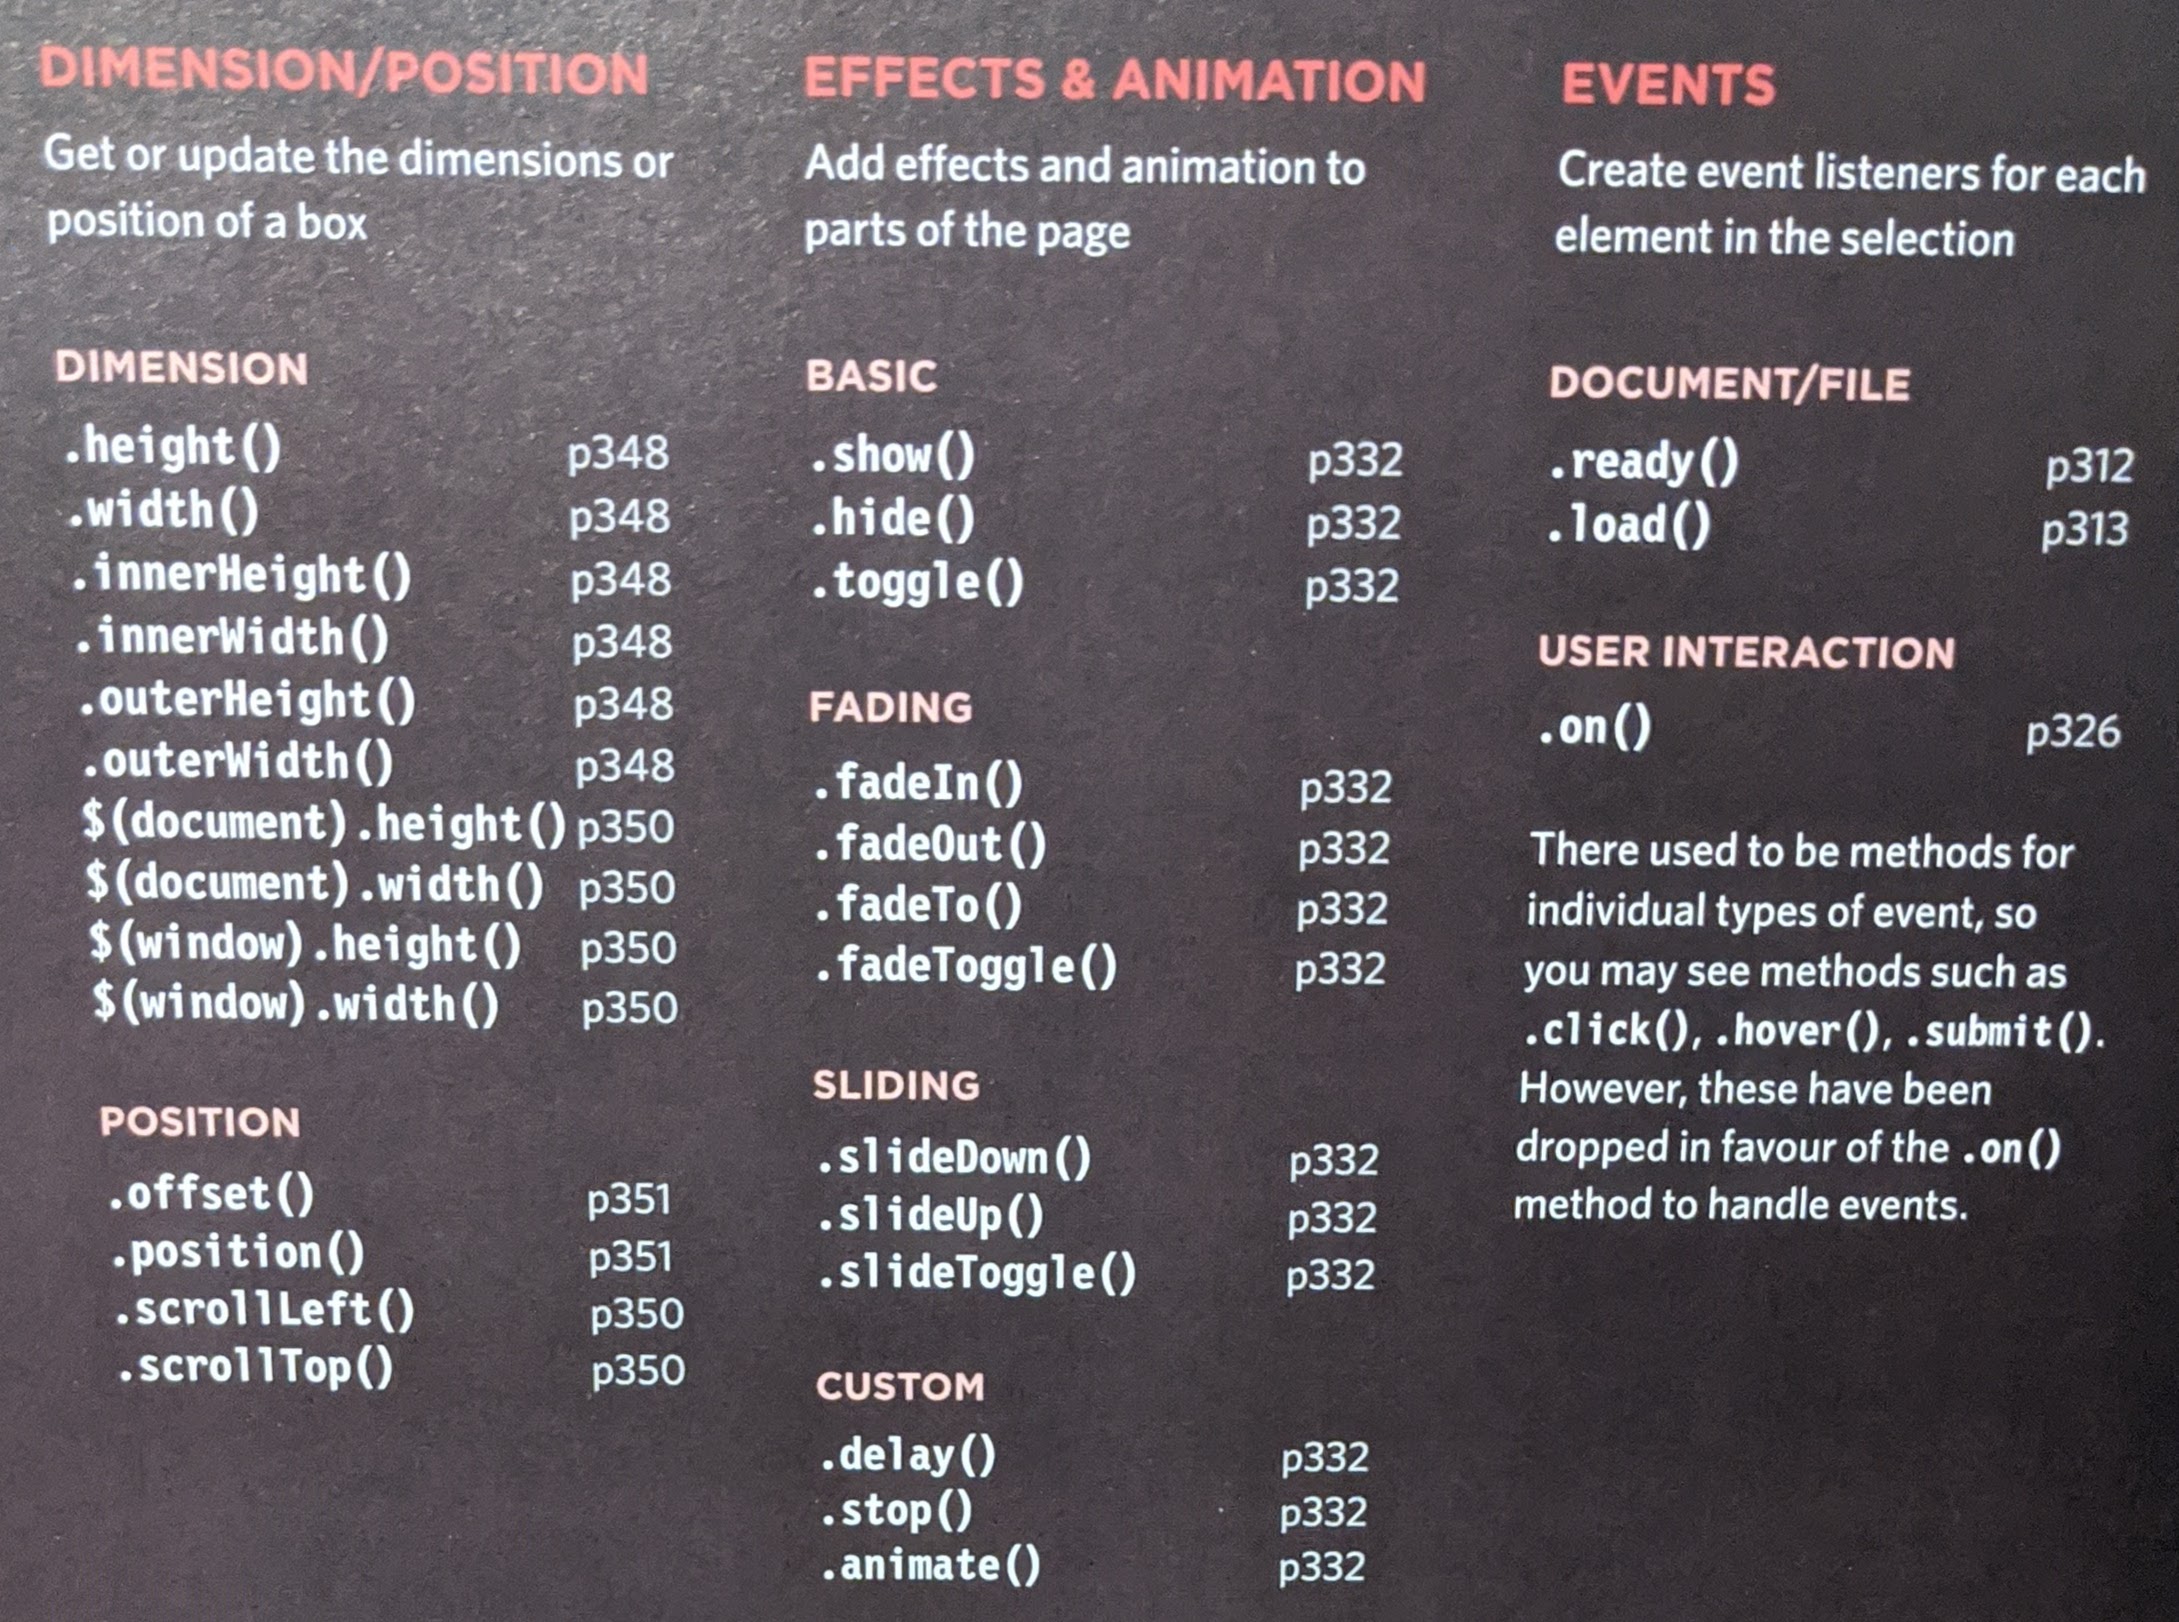 DIMENSION/POSITION
Get or update the dimensions or
position of a box
DIMENSION
.height() p348
.width() p348
.innerHeight() p348
.innerWidth() p348
.outerHeight() p348
.outerWidth() p348
$(document).height() p350
$(document).width() p350
$(window).height() p350
$(window).width() p350
POSITION
.offset() p351
.position() p351
.scrollLeft() p350
.scrollTop() p350
EFFECTS & ANIMATION
Add effects and animation to
parts of the page
BASIC
.show() p332
.hide() p332
.toggle() p332
FADING
.fadeIn() p332
.fadeOut() p332
.fadeTo() p332
.fadeToggle() p332
SLIDING
.slideDown() p332
.slideUp() p332
.slideToggle() p332
CUSTOM
.delay() p332
.stop() p332
.animate() p332
EVENTS
Create event listeners for each
element in the selection
DOCUMENT/FILE
.ready() p312
.load() p313
USER INTERACTION
.on() p326
There used to be methods for
individual types of event, so
you may see methods such as
.click(), .hover(), .submit().
However, these have been
dropped in favour of the .on()
method to handle events.